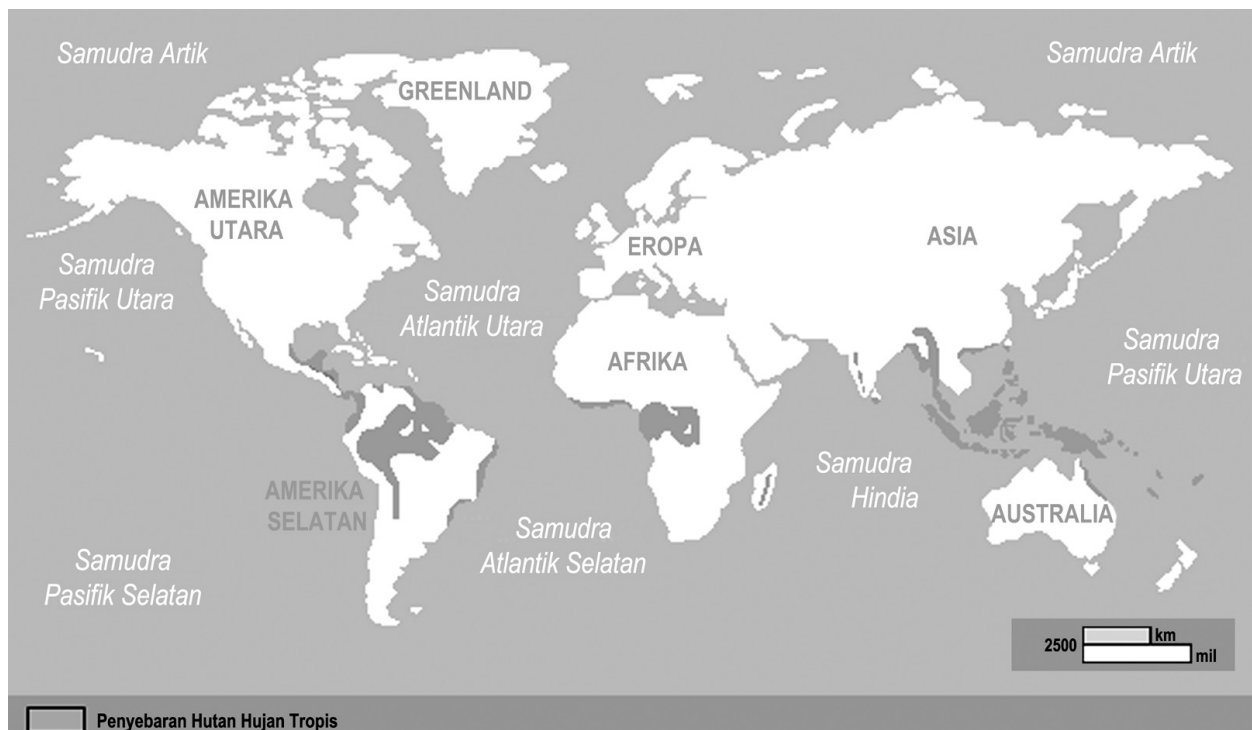 Samudra Artik
Samudra Artik
GREENLAND
AMERIKA
UTARA
EROPA
ASIA
Samudra
Pasifik Utara
Samudra
Atlantik Utara
Samudra
Pasifik Utara
AFRIKA
Samudra
Hindia
AMERIKA
SELATAN
AUSTRALIA
Samudra
Atlantik Selatan
Samudra
Pasifik Selatan
2500
km
mil
Penyebaran Hutan Hujan Tropis